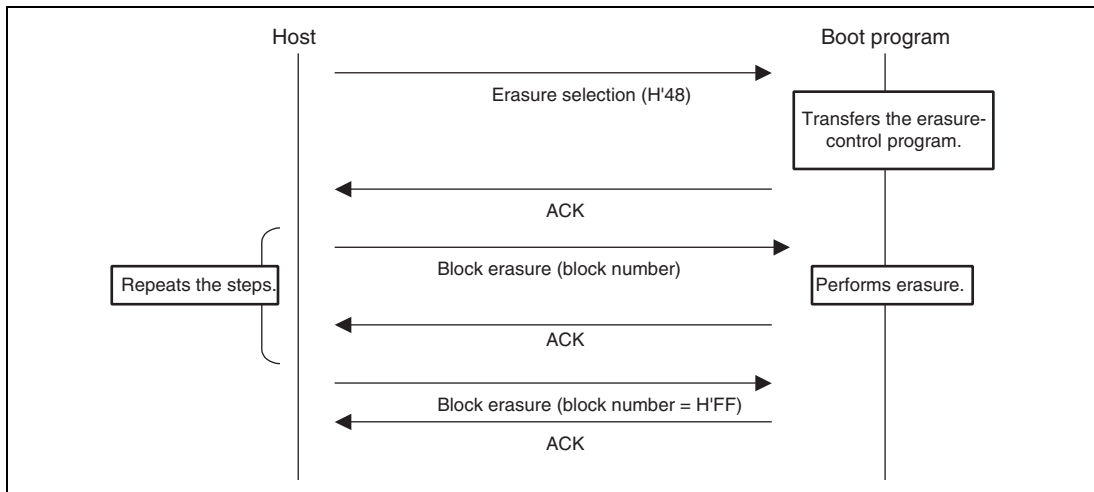 Host
Boot program
Erasure selection (H'48)
Transfers the erasure-
control program.
ACK
Block erasure (block number)
Repeats the steps.
Performs erasure.
ACK
Block erasure (block number = H'FF)
ACK